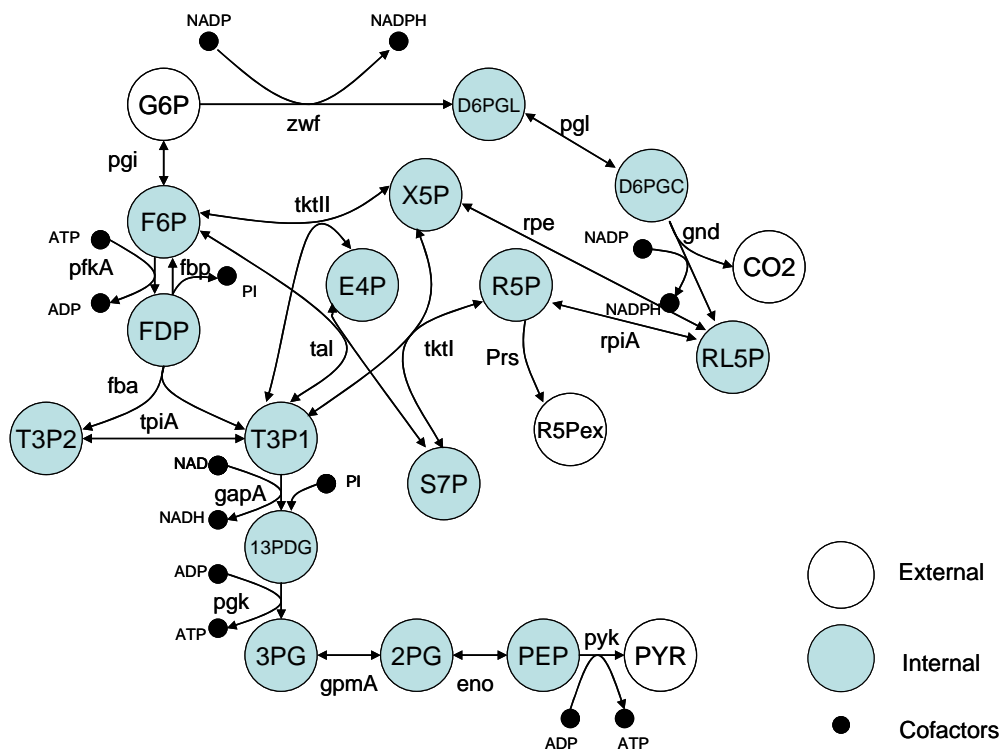 NADP
NADPH
G6P
zwf
D6PGL
pgl
D6PGC
pgi
F6P
tktII
X5P
rpe
gnd
NADP
CO2
ATP
pfkA
fbp
PI
ADP
FDP
E4P
R5P
NADPH
rpiA
RL5P
tal
tktI
Prs
fba
R5Pex
T3P2
tpiA
T3P1
NAD
gapA
PI
NADH
S7P
13PDG
ADP
pgk
ATP
3PG
gpmA
2PG
eno
PEP
pyk
PYR
ADP
ATP
External
Internal
Cofactors